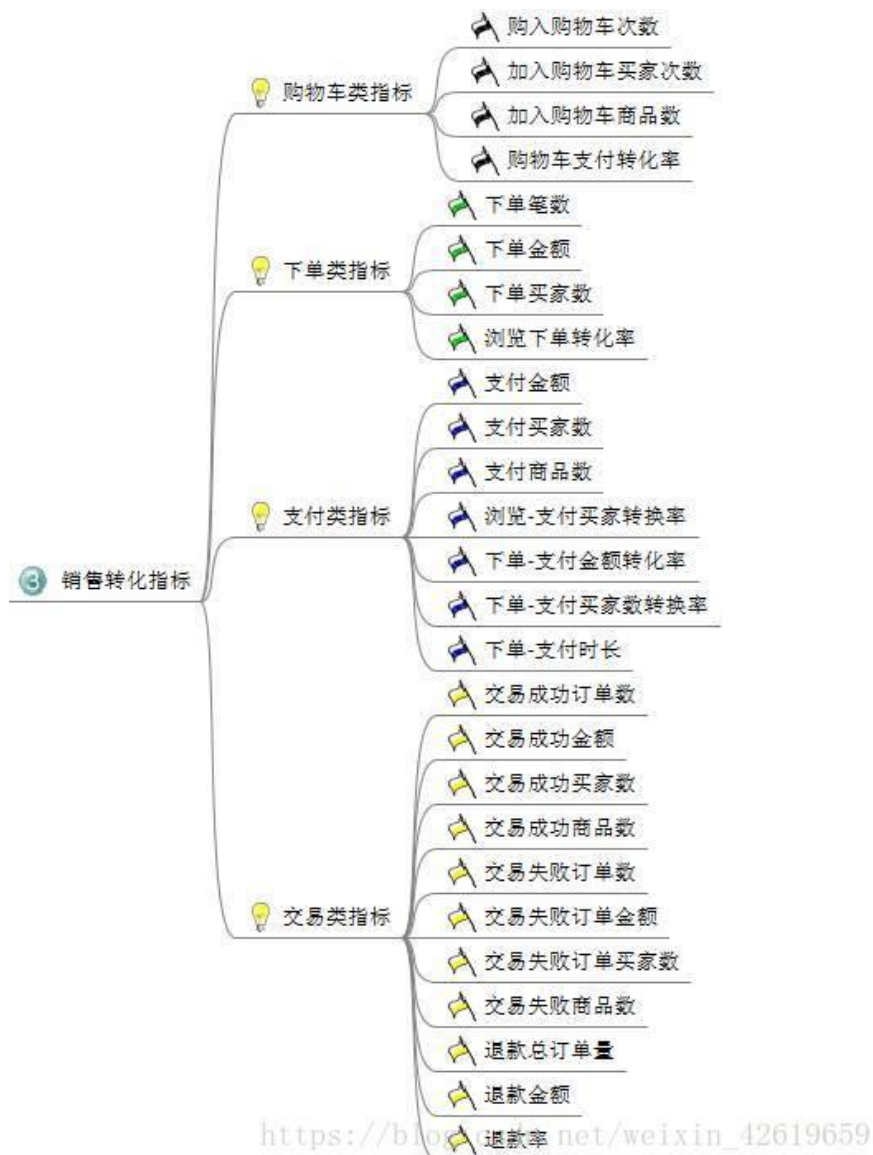 购入购物车次数
加入购物车买家次数
购物车类指标
加入购物车商品数
购物车支付转化率
下单笔数
下单金额
下单类指标
下单买家数
浏览下单转化率
支付金额
支付买家数
支付商品数
支付类指标
浏览-支付买家转换率
下单-支付金额转化率
3 销售转化指标
下单-支付买家数转换率
下单-支付时长
交易成功订单数
交易成功金额
交易成功买家数
交易成功商品数
交易失败订单数
交易类指标
交易失败订单金额
交易失败订单买家数
交易失败商品数
退款总订单量
退款金额
退款率
https://blog.csdn.net/weixin_42619659